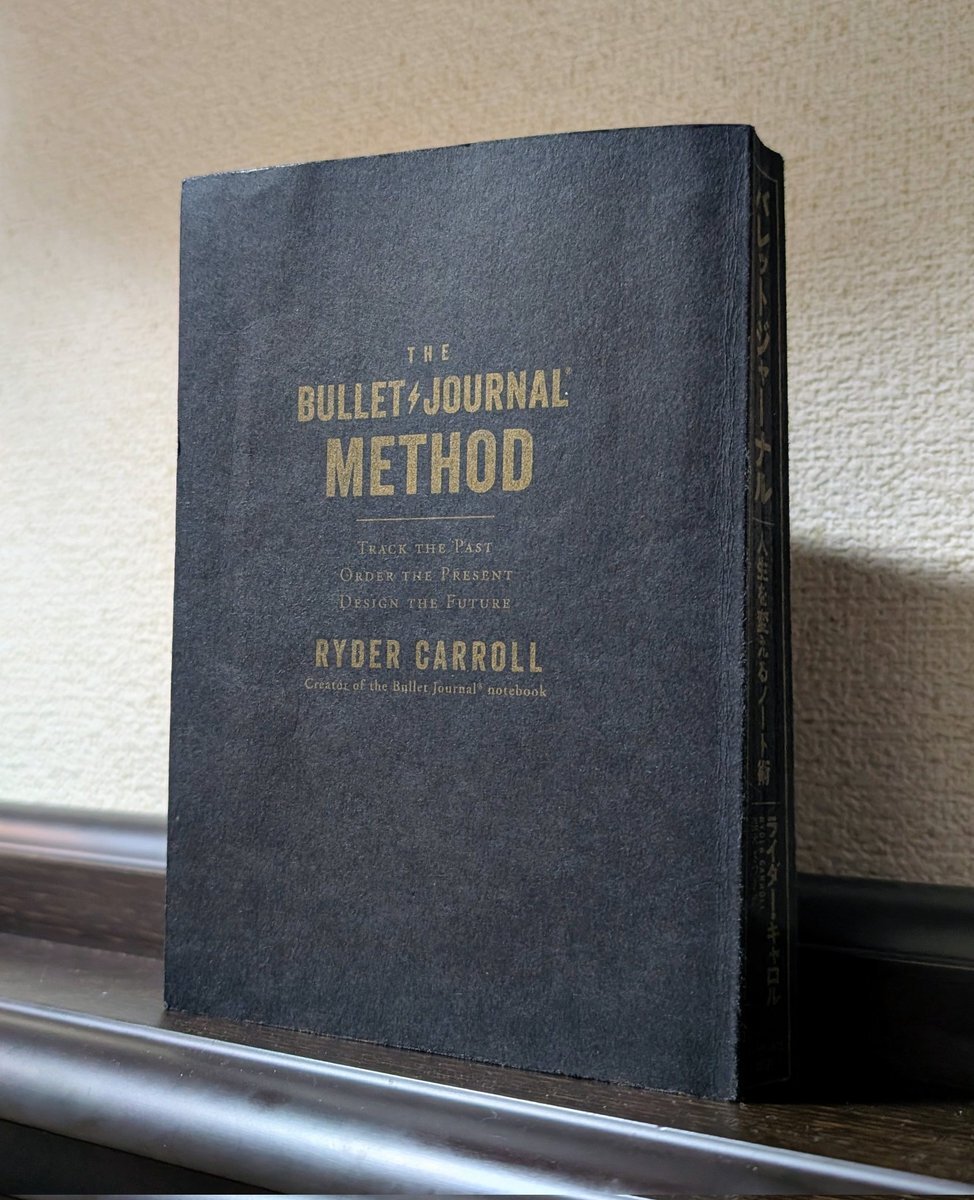 THE
BULLET JOURNAL®
METHOD
TRACK THE PAST
ORDER THE PRESENT
DESIGN THE FUTURE
RYDER CARROLL
Creator of the Bullet Journal® notebook
バレットジャーナル
人生を変えるノート術
ライダー・キャロル
RYDER CARROLL